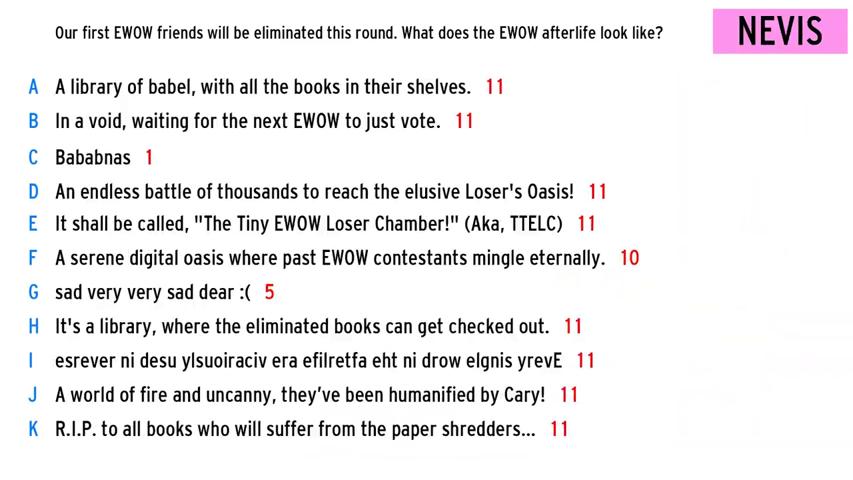 Our first EWOW friends will be eliminated this round. What does the EWOW afterlife look like?
NEVIS
A A library of babel, with all the books in their shelves. 11
B In a void, waiting for the next EWOW to just vote. 11
C Bababnas 1
D An endless battle of thousands to reach the elusive Loser's Oasis! 11
E It shall be called, "The Tiny EWOW Loser Chamber!" (Aka, TTELC) 11
F A serene digital oasis where past EWOW contestants mingle eternally. 10
G sad very very sad dear :( 5
H It's a library, where the eliminated books can get checked out. 11
I esrever ni desu ylsuoiraciv era efilretfa eht ni drow elgnis yrevE 11
J A world of fire and uncanny, they’ve been humanified by Cary! 11
K R.I.P. to all books who will suffer from the paper shredders... 11